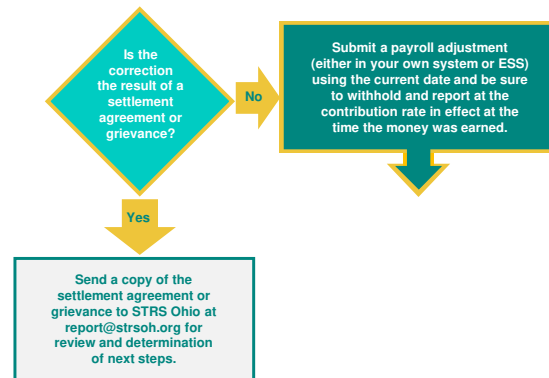 Is the
correction
the result of a
settlement
agreement or
grievance?
No
Submit a payroll adjustment
(either in your own system or ESS)
using the current date and be sure
to withhold and report at the
contribution rate in effect at the
time the money was earned.
Yes
Send a copy of the
settlement agreement or
grievance to STRS Ohio at
report@strsoh.org for
review and determination
of next steps.